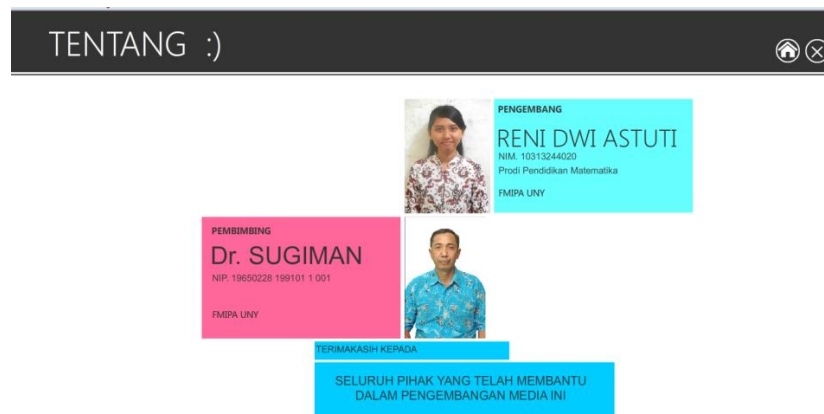 TENTANG :)
PENGEMBANG
RENI DWI ASTUTI
NIM. 10313244020
Prodi Pendidikan Matematika
FMIPA UNY
PEMBIMBING
Dr. SUGIMAN
NIP. 19650228 199101 1 001
FMIPA UNY
TERIMAKASIH KEPADA
SELURUH PIHAK YANG TELAH MEMBANTU
DALAM PENGEMBANGAN MEDIA INI